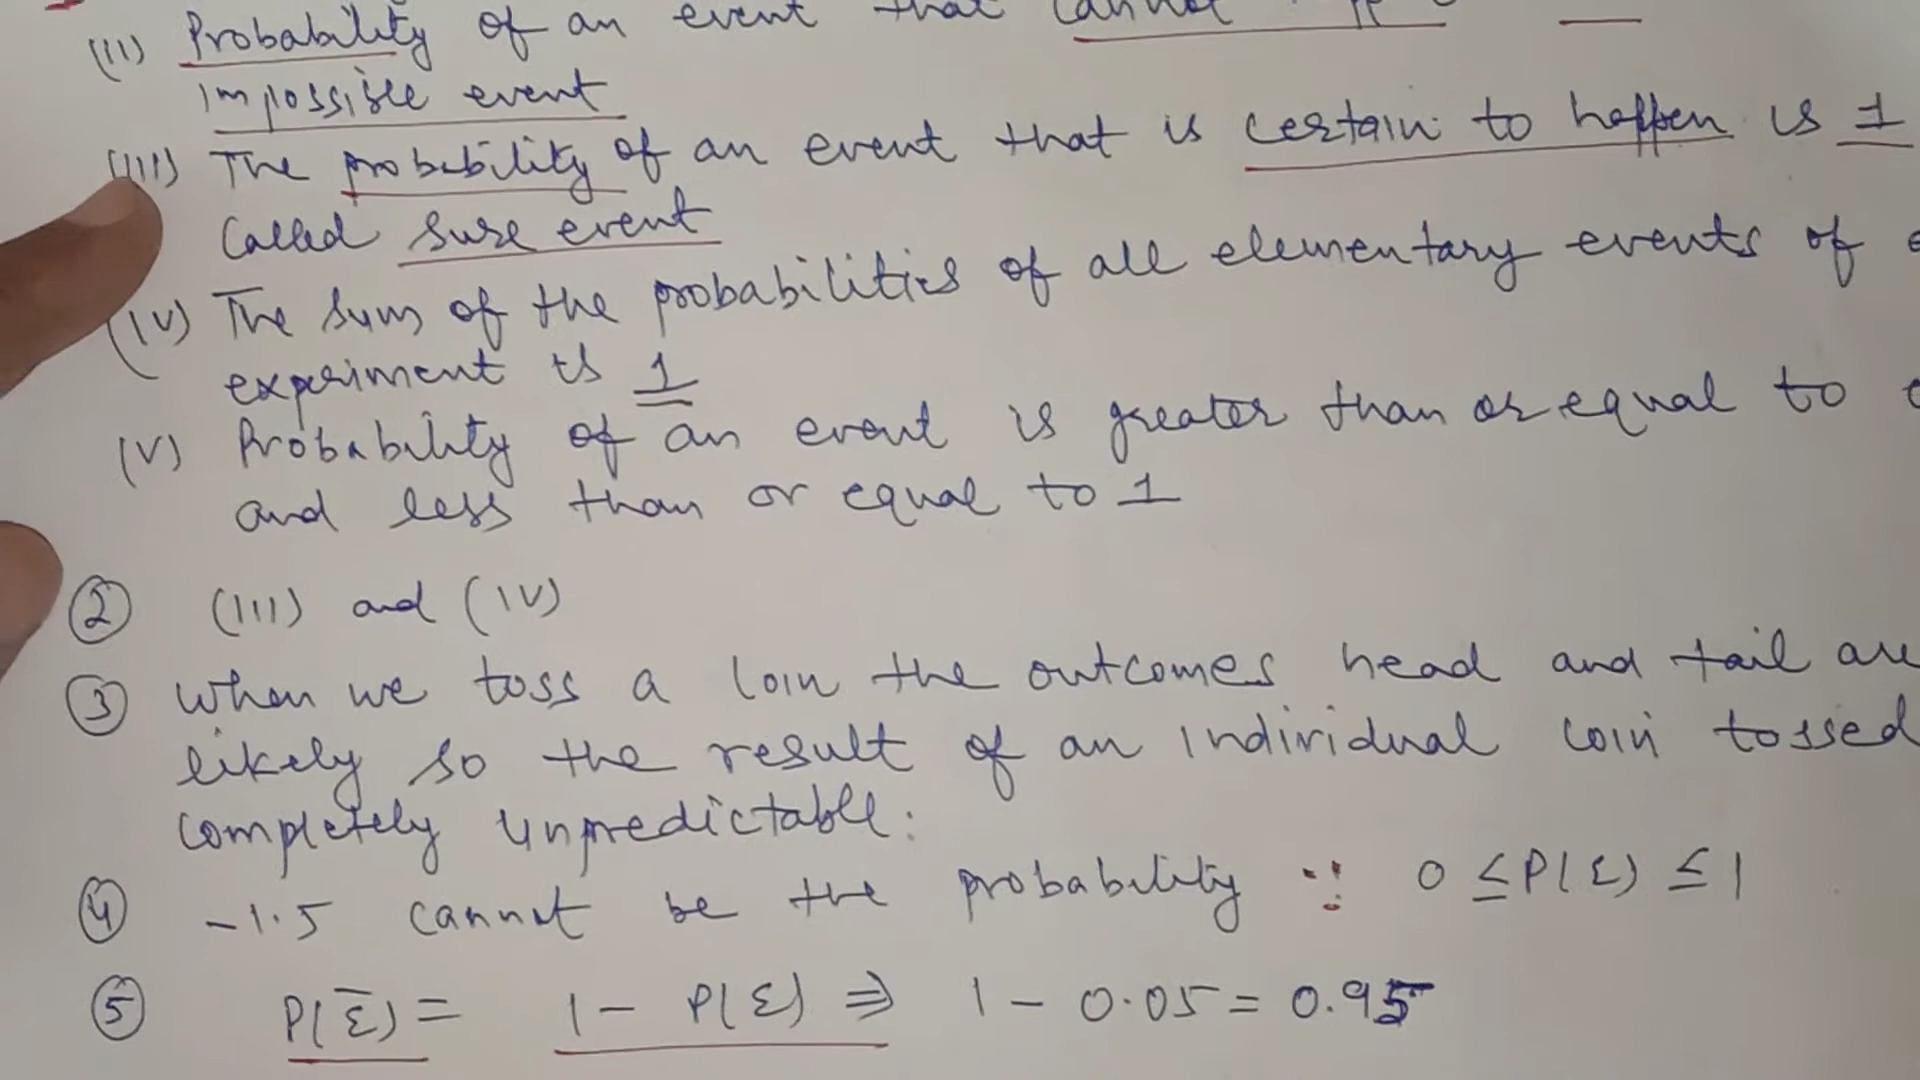 (II) Probability of an event that cannot
impossible event
(III) The probability of an event that is certain to happen is 1
called sure event
(IV) The sum of the probabilities of all elementary events of
experiment is 1
(V) Probability of an event is greater than or equal to
and less than or equal to 1
② (III) and (IV)
③ when we toss a coin the outcomes head and tail are
likely so the result of an individual coin tossed
completely unpredictable.
④ -1.5 cannot be the probability ∵ 0 ≤ P(E) ≤ 1
⑤ P(Ē) = 1 - P(E) ⇒ 1 - 0.05 = 0.95